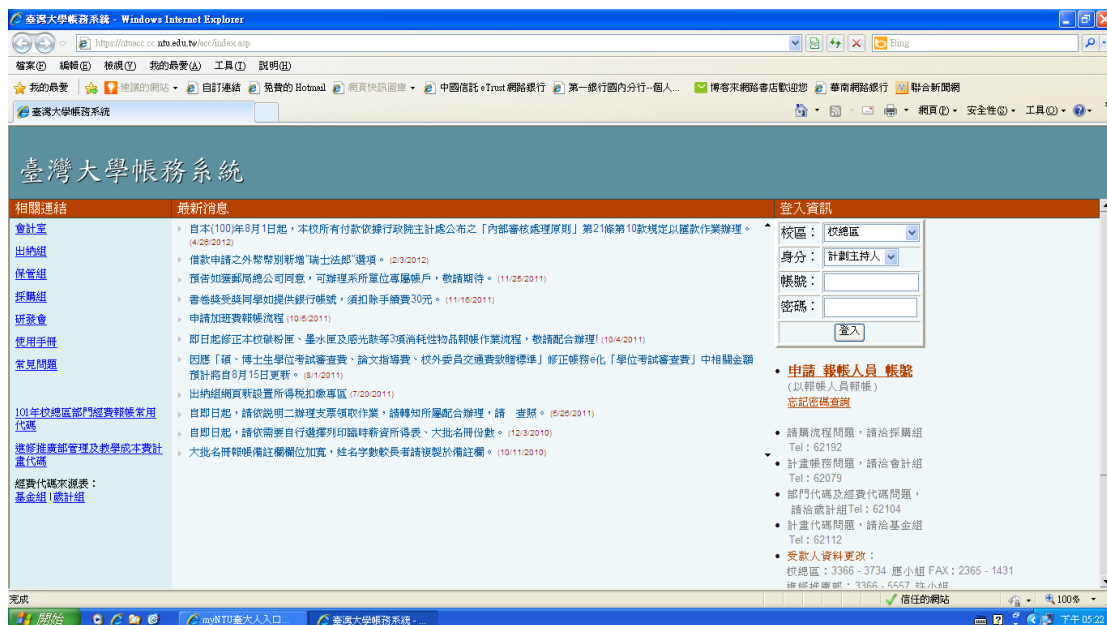 臺灣大學帳務系統 - Windows Internet Explorer
https://ntuacc.cc.ntu.edu.tw/acc/index.asp
Bing
檔案(F) 編輯(E) 檢視(V) 我的最愛(A) 工具(T) 說明(H)
我的最愛 建議的網站 自訂連結 免費的 Hotmail 網頁快訊圖庫 中國信託 eTrust 網路銀行 第一銀行國內分行--個人... 博客來網路書店歡迎您 華南網路銀行 聯合新聞網
臺灣大學帳務系統
網頁(P) 安全性(S) 工具(O)
臺灣大學帳務系統
相關連結
會計室
出納組
保管組
採購組
研發會
使用手冊
常見問題
101年校總區部門經費報帳常用
代碼
進修推廣部管理及教學成本費計
畫代碼
經費代碼來源表：
基金組 | 歲計組
最新消息
自本(100)年8月1日起，本校所有付款依據行政院主計處公布之「內部審核處理原則」第21條第10款規定以匯款作業辦理。
(4/26/2012)
借款申請之外幣幣別新增"瑞士法郎"選項。 (2/3/2012)
預告如獲郵局總公司同意，可辦理系所單位專屬帳戶，敬請期待。 (11/25/2011)
書卷獎受獎同學如提供銀行帳號，須扣除手續費30元。 (11/16/2011)
申請加班費報帳流程 (10/5/2011)
即日起修正本校碳粉匣、墨水匣及感光鼓等3項消耗性物品報帳作業流程，敬請配合辦理! (10/4/2011)
因應「碩、博士生學位考試審查費、論文指導費、校外委員交通費致贈標準」修正帳務e化「學位考試審查費」中相關金額
預計將自8月15日更新。 (8/1/2011)
出納組網頁新設置所得稅扣繳專區 (7/20/2011)
自即日起，請依說明二辦理支票領取作業，請轉知所屬配合辦理，請 查照。 (5/26/2011)
自即日起，請依需要自行選擇列印臨時薪資所得表、大批名冊份數。 (12/3/2010)
大批名冊報帳備註欄欄位加寬，姓名字數較長者請複製於備註欄。 (10/11/2010)
登入資訊
校區： 校總區
身分： 計劃主持人
帳號：
密碼：
登入
申請 報帳人員 帳號
(以報帳人員報帳)
忘記密碼查詢
請購流程問題，請洽採購組
Tel：62192
計畫帳務問題，請洽會計組
Tel：62079
部門代碼及經費代碼問題，
請洽歲計組Tel：62104
計畫代碼問題，請洽基金組
Tel：62112
受款人資料更改：
校總區：3366 - 3734 應小姐 FAX：2365 - 1431
進修推廣部：3366 - 5557 許小姐
完成
信任的網站
100%
開始
myNTU臺大人入口...
臺灣大學帳務系統 - ...
下午 05:22